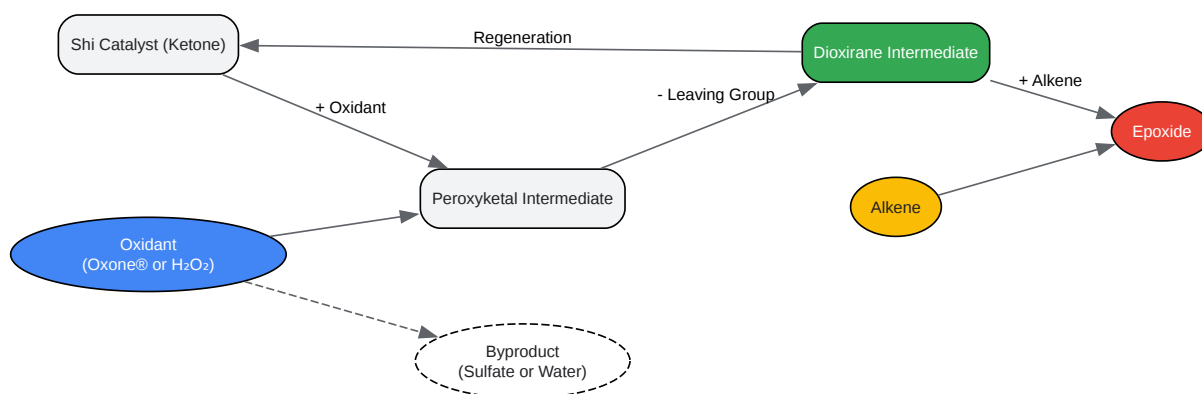 Shi Catalyst (Ketone)
Regeneration
Dioxirane Intermediate
+ Oxidant
- Leaving Group
+ Alkene
Epoxide
Peroxyketal Intermediate
Alkene
Oxidant
(Oxone® or H₂O₂)
Byproduct
(Sulfate or Water)